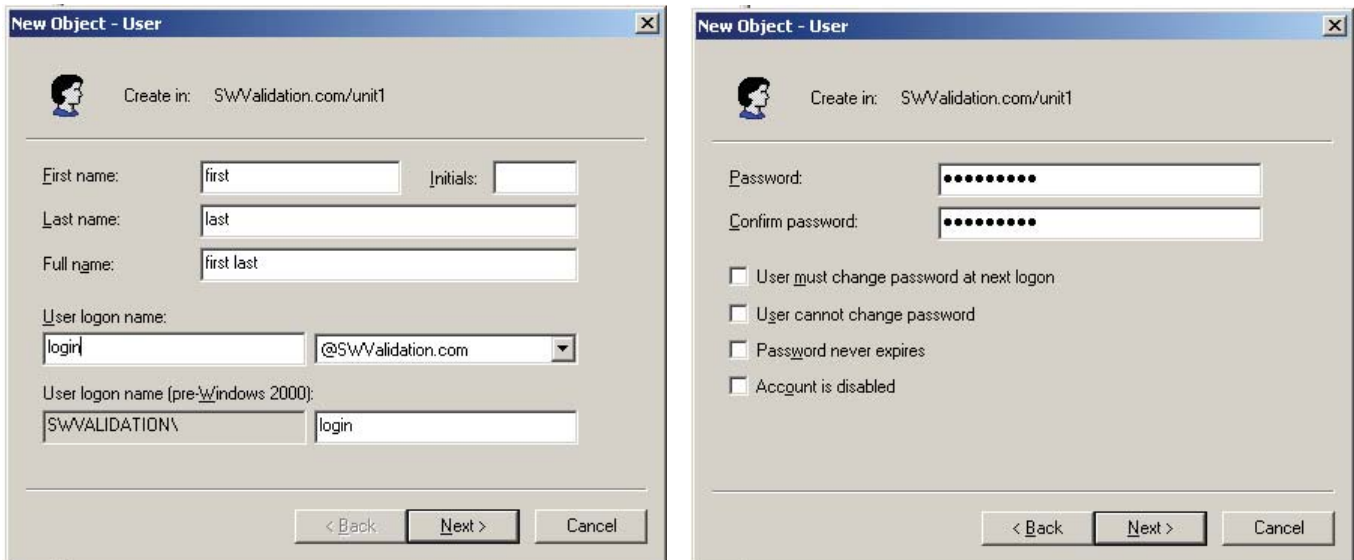 New Object - User
Create in: SWValidation.com/unit1
First name: first Initials:
Last name: last
Full name: first last
User logon name:
login @SWValidation.com
User logon name (pre-Windows 2000):
SWVALIDATION\ login
< Back Next > Cancel
New Object - User
Create in: SWValidation.com/unit1
Password: •••••••••
Confirm password: •••••••••
User must change password at next logon
User cannot change password
Password never expires
Account is disabled
< Back Next > Cancel